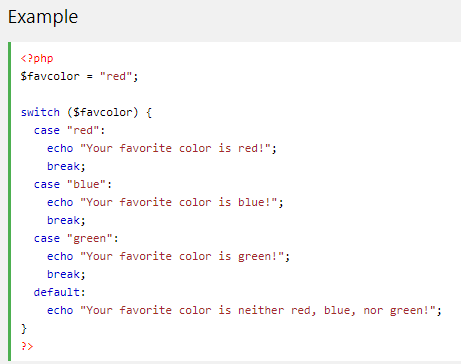 Example
<?php
$favcolor = "red";
switch ($favcolor) {
case "red":
echo "Your favorite color is red!";
break;
case "blue":
echo "Your favorite color is blue!";
break;
case "green":
echo "Your favorite color is green!";
break;
default:
echo "Your favorite color is neither red, blue, nor green!";
}
?>